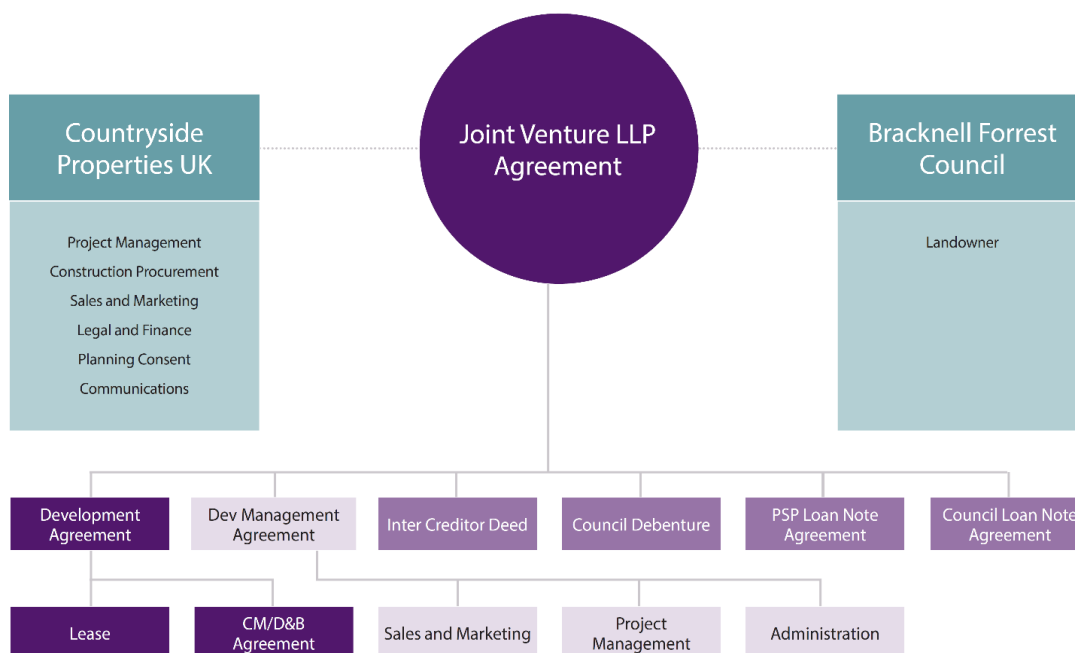 Countryside
Properties UK
Joint Venture LLP
Agreement
Bracknell Forrest
Council
Project Management
Construction Procurement
Sales and Marketing
Legal and Finance
Planning Consent
Communications
Landowner
Development
Agreement
Dev Management
Agreement
Inter Creditor Deed
Council Debenture
PSP Loan Note
Agreement
Council Loan Note
Agreement
Lease
CM/D&B
Agreement
Sales and Marketing
Project
Management
Administration